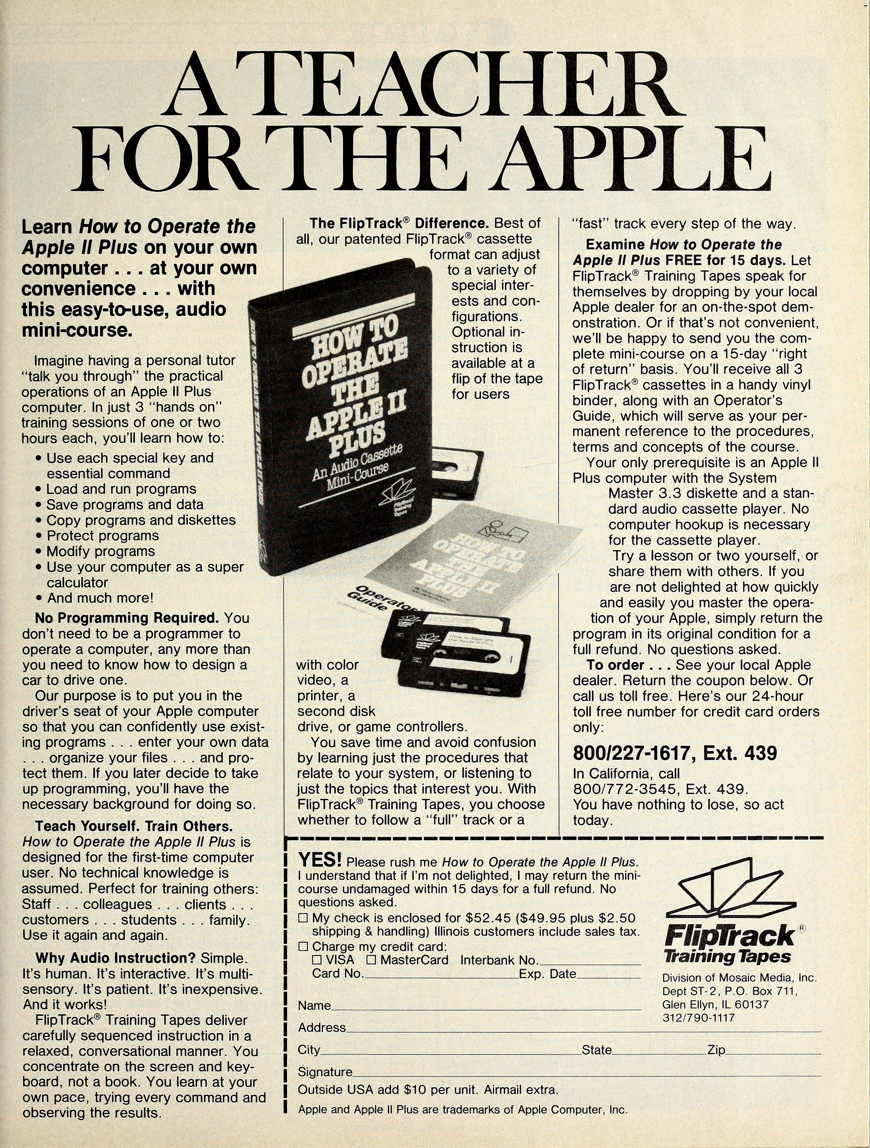 A TEACHER
FOR THE APPLE
Learn How to Operate the
Apple II Plus on your own
computer . . . at your own
convenience . . . with
this easy-to-use, audio
mini-course.
Imagine having a personal tutor
“talk you through” the practical
operations of an Apple II Plus
computer. In just 3 “hands on”
training sessions of one or two
hours each, you'll learn how to:
• Use each special key and
essential command
• Load and run programs
• Save programs and data
• Copy programs and diskettes
• Protect programs
• Modify programs
• Use your computer as a super
calculator
• And much more!
No Programming Required. You
don't need to be a programmer to
operate a computer, any more than
you need to know how to design a
car to drive one.
Our purpose is to put you in the
driver's seat of your Apple computer
so that you can confidently use exist-
ing programs . . . enter your own data
. . . organize your files . . . and pro-
tect them. If you later decide to take
up programming, you'll have the
necessary background for doing so.
Teach Yourself. Train Others.
How to Operate the Apple II Plus is
designed for the first-time computer
user. No technical knowledge is
assumed. Perfect for training others:
Staff . . . colleagues . . . clients . . .
customers . . . students . . . family.
Use it again and again.
Why Audio Instruction? Simple.
It's human. It's interactive. It's multi-
sensory. It's patient. It's inexpensive.
And it works!
FlipTrack® Training Tapes deliver
carefully sequenced instruction in a
relaxed, conversational manner. You
concentrate on the screen and key-
board, not a book. You learn at your
own pace, trying every command and
observing the results.
The FlipTrack® Difference. Best of
all, our patented FlipTrack® cassette
format can adjust
to a variety of
special inter-
ests and con-
figurations.
Optional in-
struction is
available at a
flip of the tape
for users
HOW TO
OPERATE
THE
APPLE II
PLUS
An Audio Cassette
Mini-Course
FlipTrack
Training
Tapes
HOW TO OPERATE THE APPLE II PLUS
HOW TO
OPERATE
THE
APPLE II
PLUS
Operator's
Guide
with color
video, a
printer, a
second disk
drive, or game controllers.
You save time and avoid confusion
by learning just the procedures that
relate to your system, or listening to
just the topics that interest you. With
FlipTrack® Training Tapes, you choose
whether to follow a “full” track or a
“fast” track every step of the way.
Examine How to Operate the
Apple II Plus FREE for 15 days. Let
FlipTrack® Training Tapes speak for
themselves by dropping by your local
Apple dealer for an on-the-spot dem-
onstration. Or if that's not convenient,
we'll be happy to send you the com-
plete mini-course on a 15-day “right
of return” basis. You'll receive all 3
FlipTrack® cassettes in a handy vinyl
binder, along with an Operator's
Guide, which will serve as your per-
manent reference to the procedures,
terms and concepts of the course.
Your only prerequisite is an Apple II
Plus computer with the System
Master 3.3 diskette and a stan-
dard audio cassette player. No
computer hookup is necessary
for the cassette player.
Try a lesson or two yourself, or
share them with others. If you
are not delighted at how quickly
and easily you master the opera-
tion of your Apple, simply return the
program in its original condition for a
full refund. No questions asked.
To order . . . See your local Apple
dealer. Return the coupon below. Or
call us toll free. Here's our 24-hour
toll free number for credit card orders
only:
800/227-1617, Ext. 439
In California, call
800/772-3545, Ext. 439.
You have nothing to lose, so act
today.
YES! Please rush me How to Operate the Apple II Plus.
I understand that if I'm not delighted, I may return the mini-
course undamaged within 15 days for a full refund. No
questions asked.
☐ My check is enclosed for $52.45 ($49.95 plus $2.50
shipping & handling) Illinois customers include sales tax.
☐ Charge my credit card:
☐ VISA ☐ MasterCard Interbank No.
Card No. Exp. Date
Name
Address
City State Zip
Signature
Outside USA add $10 per unit. Airmail extra.
Apple and Apple II Plus are trademarks of Apple Computer, Inc.
FlipTrack®
Training Tapes
Division of Mosaic Media, Inc.
Dept ST-2, P.O. Box 711,
Glen Ellyn, IL 60137
312/790-1117